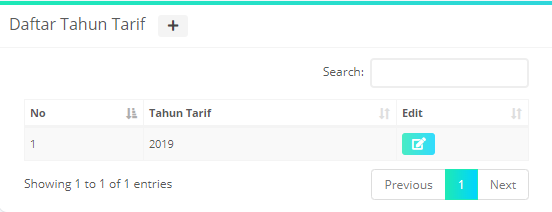 Daftar Tahun Tarif +
Search:
No Tahun Tarif Edit
1 2019
Showing 1 to 1 of 1 entries Previous 1 Next